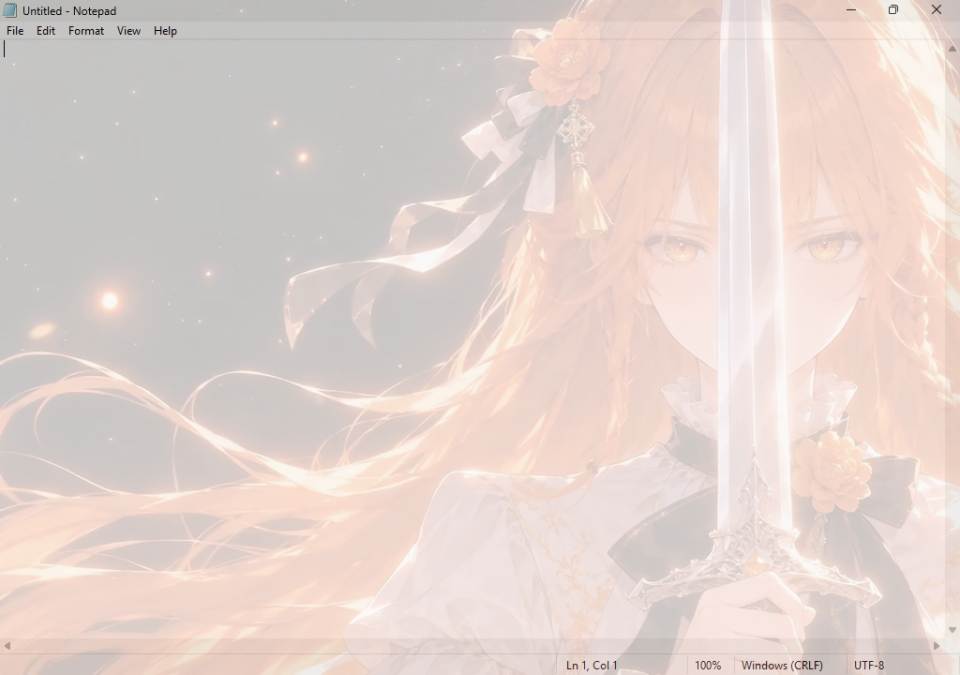 Untitled - Notepad
File Edit Format View Help
Ln 1, Col 1 100% Windows (CRLF) UTF-8